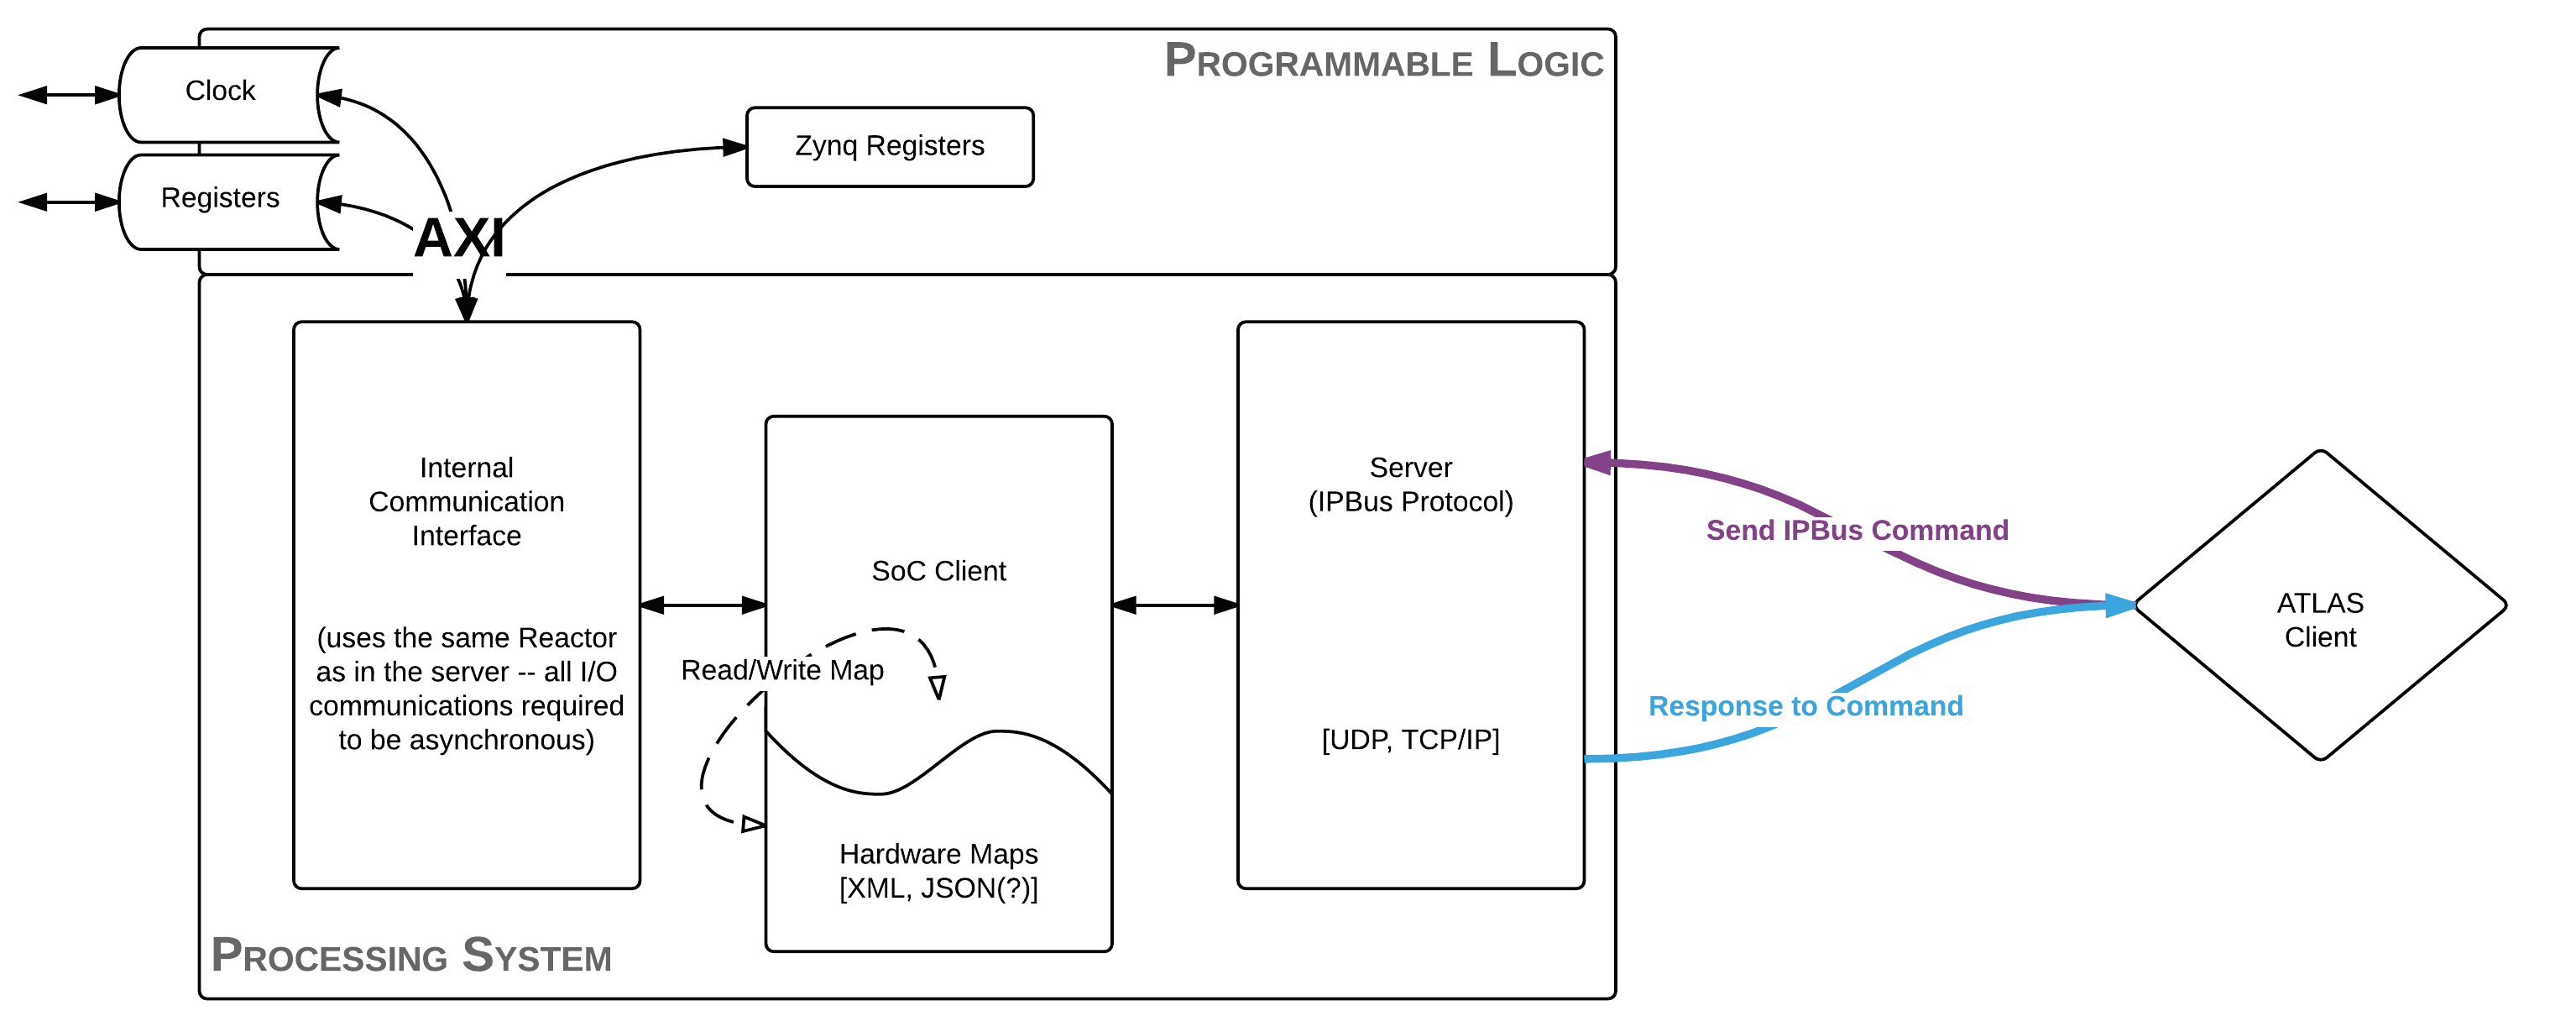 PROGRAMMABLE LOGIC
Clock
Registers
Zynq Registers
AXI
Internal
Communication
Interface
(uses the same Reactor
as in the server -- all I/O
communications required
to be asynchronous)
SoC Client
Read/Write Map
Hardware Maps
[XML, JSON(?)]
Server
(IPBus Protocol)
[UDP, TCP/IP]
Send IPBus Command
Response to Command
ATLAS
Client
PROCESSING SYSTEM